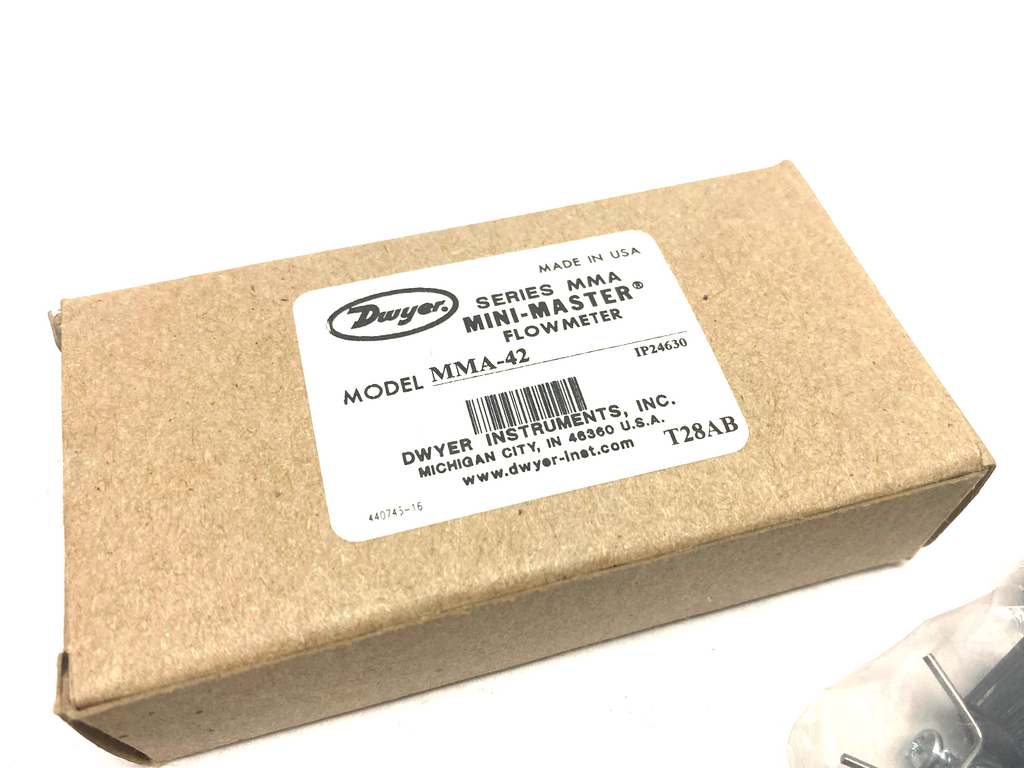 MADE IN USA
Dwyer®
SERIES MMA
MINI-MASTER®
FLOWMETER
MODEL MMA-42
IP24630
DWYER INSTRUMENTS, INC.
MICHIGAN CITY, IN 46360 U.S.A.
www.dwyer-inst.com
T28AB
440745-16